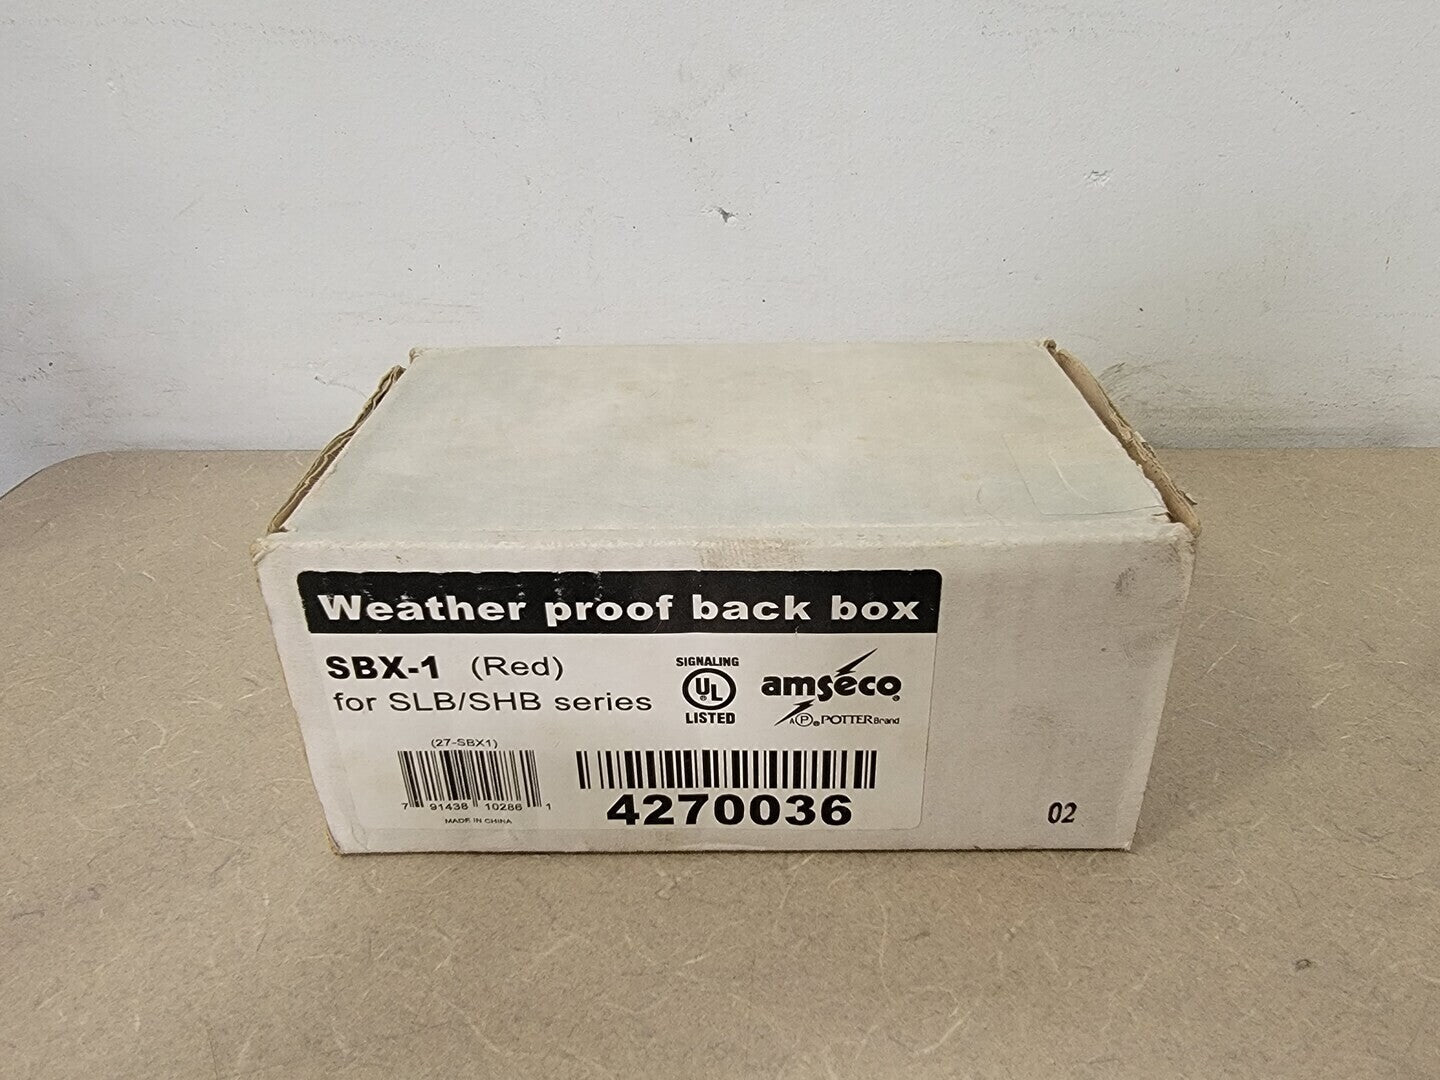 Weather proof back box
SBX-1 (Red)
for SLB/SHB series
SIGNALING
UL®
LISTED
amseco®
A P® POTTER Brand
(27-SBX1)
7 91438 10286 1
MADE IN CHINA
4270036
02